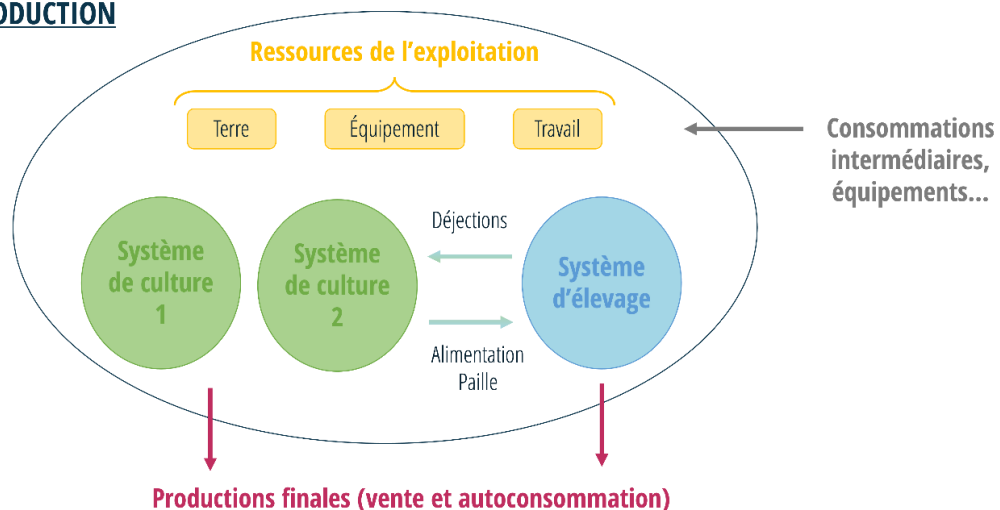 ODUCTION
Ressources de l'exploitation
Terre
Équipement
Travail
Consommations
intermédiaires,
équipements...
Système
de culture
1
Système
de culture
2
Déjections
Alimentation
Paille
Système
d'élevage
Productions finales (vente et autoconsommation)